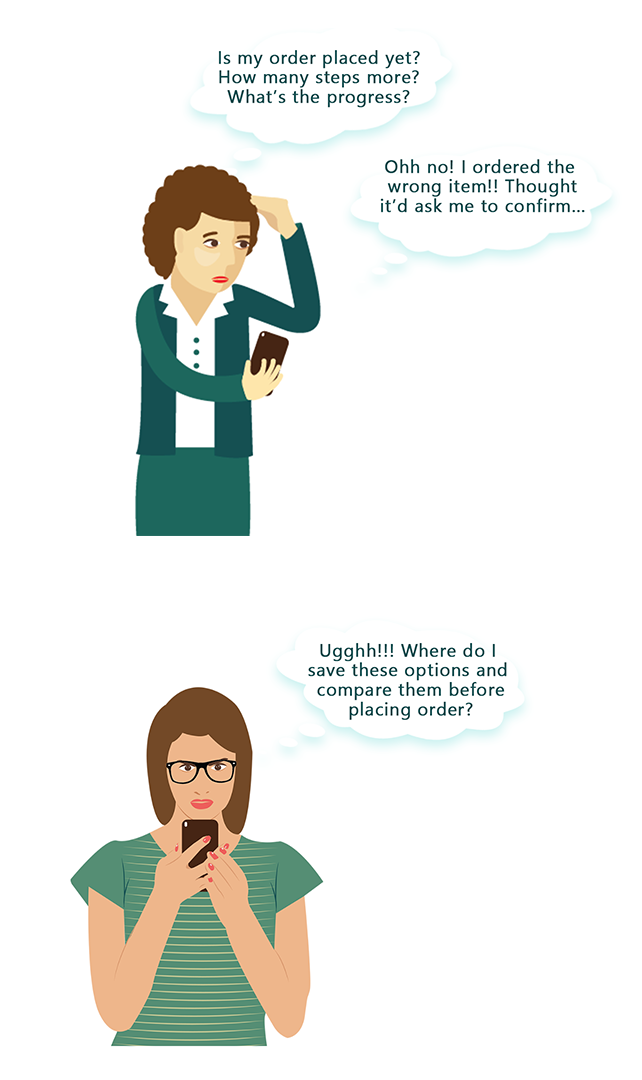 Is my order placed yet?
How many steps more?
What's the progress?
Ohh no! I ordered the
wrong item!! Thought
it'd ask me to confirm...
Ugghh!!! Where do I
save these options and
compare them before
placing order?